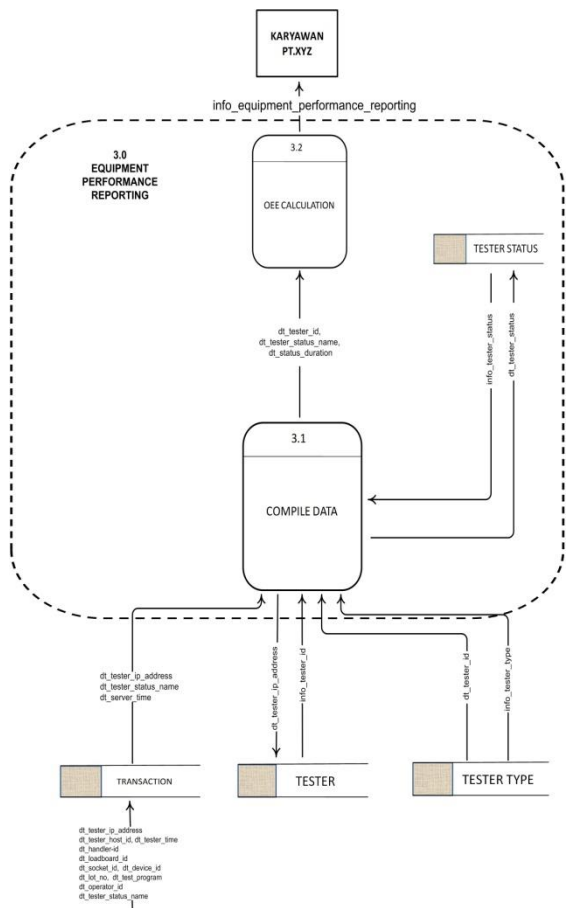 KARYAWAN
PT.XYZ
info_equipment_performance_reporting
3.0
EQUIPMENT
PERFORMANCE
REPORTING
3.2
OEE CALCULATION
TESTER STATUS
info_tester_status
dt_tester_status
dt_tester_id,
dt_tester_status_name,
dt_status_duration
3.1
COMPILE DATA
dt_tester_ip_address
dt_tester_status_name
dt_server_time
dt_tester_ip_address
info_tester_id
dt_tester_id
info_tester_type
TRANSACTION
TESTER
TESTER TYPE
dt_tester_ip_address
dt_tester_host_id, dt_tester_time
dt_handler-id
dt_loadboard_id
dt_socket_id, dt_device_id
dt_lot_no, dt_test_program
dt_operator_id
dt_tester_status_name